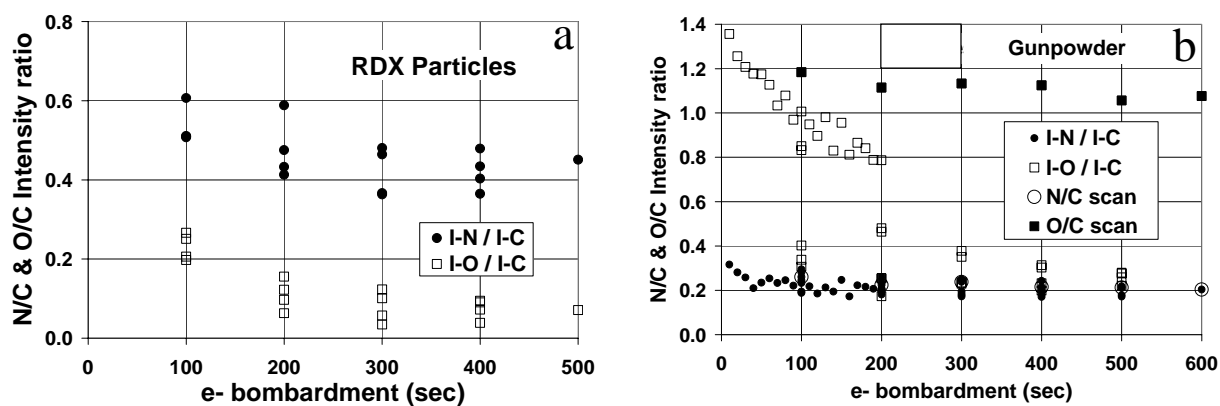 a
RDX Particles
N/C & O/C Intensity ratio
0.8
0.6
0.4
0.2
0.0
I-N / I-C
I-O / I-C
0 100 200 300 400 500
e- bombardment (sec)
b
Gunpowder
N/C & O/C Intensity ratio
1.4
1.2
1.0
0.8
0.6
0.4
0.2
0.0
I-N / I-C
I-O / I-C
N/C scan
O/C scan
0 100 200 300 400 500 600
e- bombardment (sec)